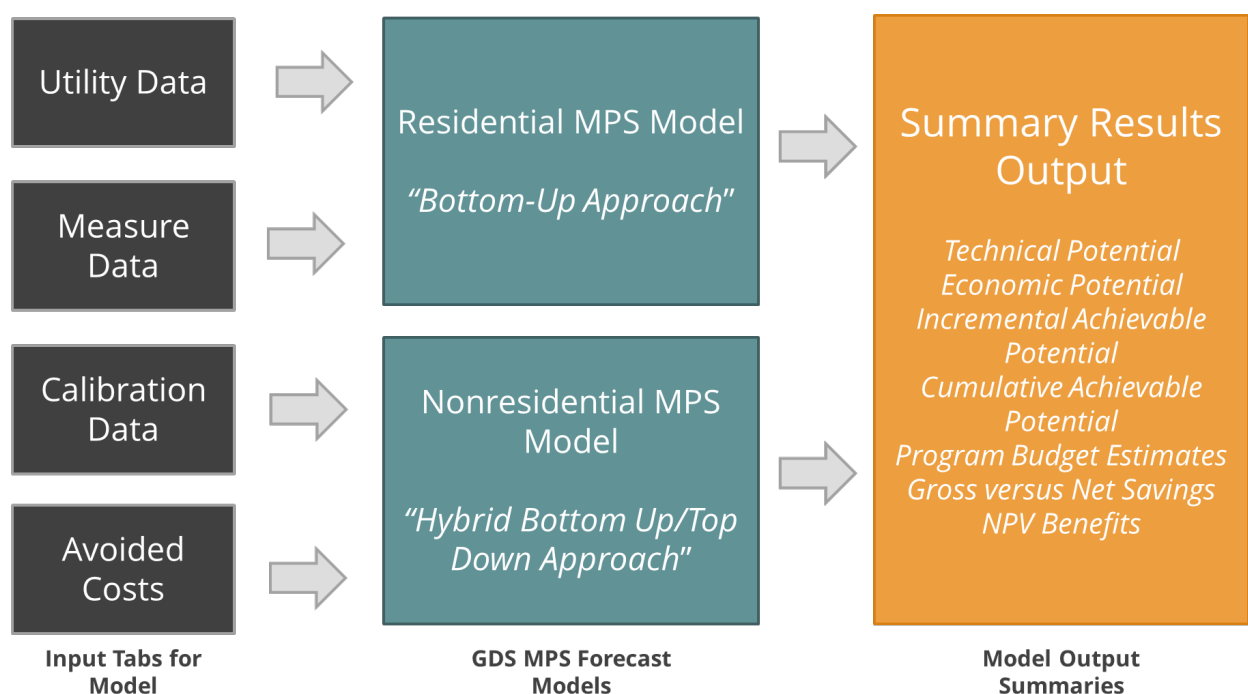 Utility Data
Measure
Data
Calibration
Data
Avoided
Costs
Input Tabs for
Model
Residential MPS Model
“Bottom-Up Approach”
Nonresidential MPS
Model
“Hybrid Bottom Up/Top
Down Approach”
GDS MPS Forecast
Models
Summary Results
Output
Technical Potential
Economic Potential
Incremental Achievable
Potential
Cumulative Achievable
Potential
Program Budget Estimates
Gross versus Net Savings
NPV Benefits
Model Output
Summaries